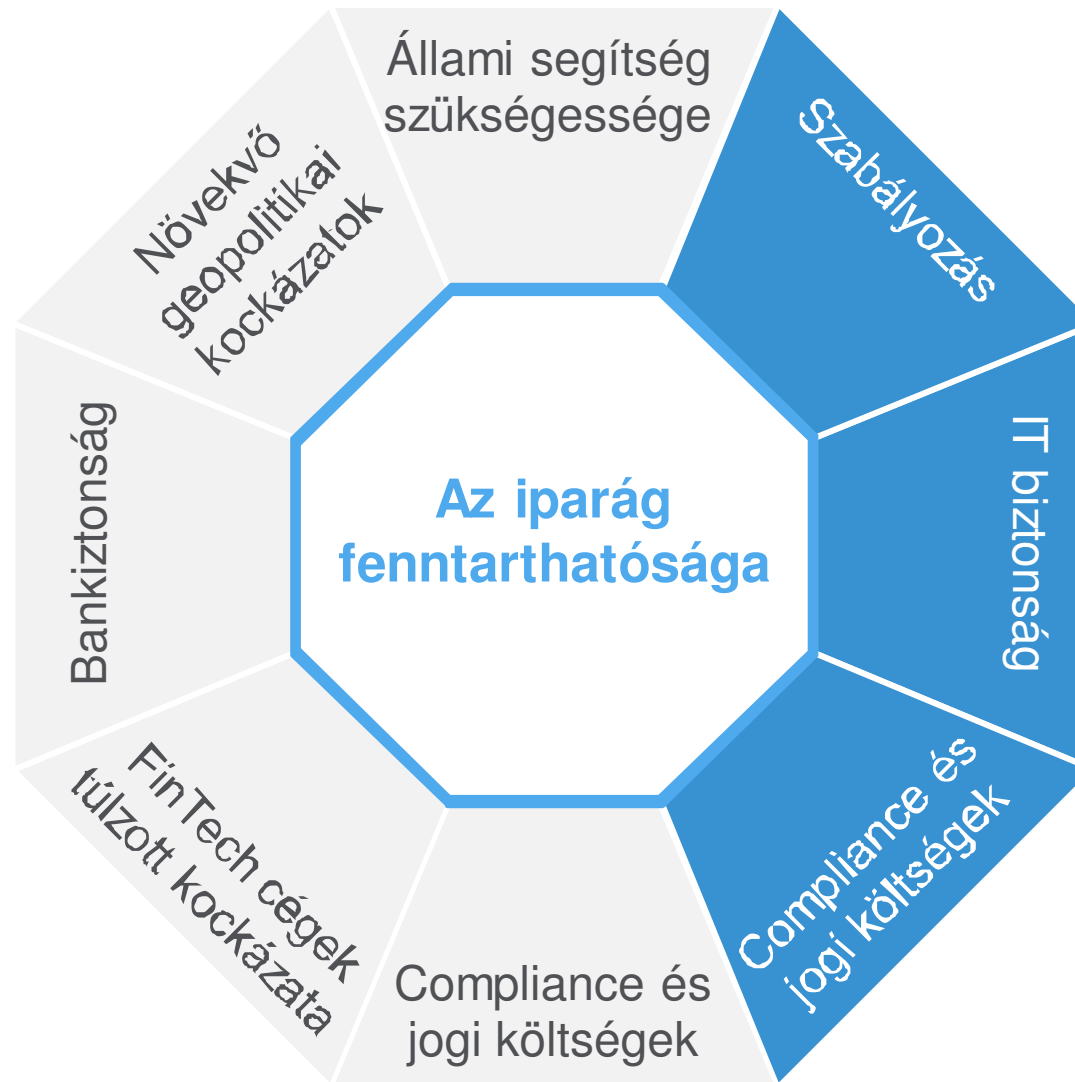 Állami segítség
szükségessége
Szabályozás
IT biztonság
Compliance és
jogi költségek
Compliance és
jogi költségek
FinTech cégek
túlzott kockázata
Bankiztonság
Növekvő
geopolitikai
kockázatok
Az iparág
fenntarthatósága